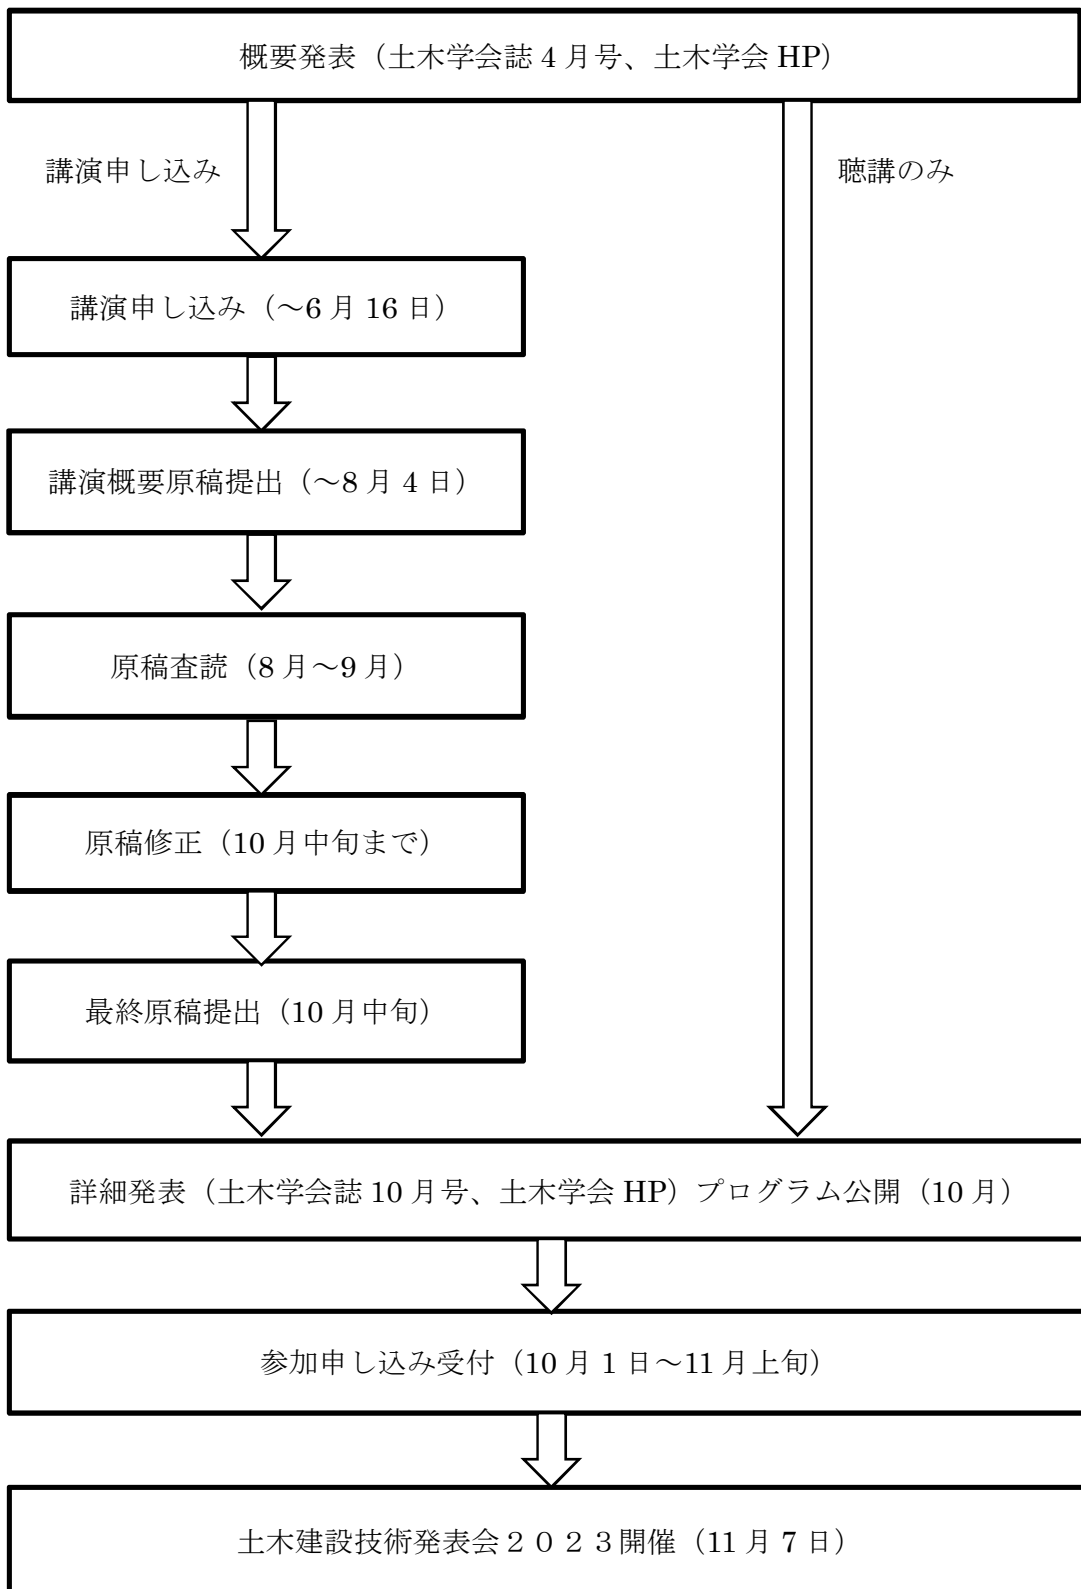 概要発表（土木学会誌 4 月号、土木学会 HP）
講演申し込み
聴講のみ
講演申し込み（～6 月 16 日）
講演概要原稿提出（～8 月 4 日）
原稿査読（8 月～9 月）
原稿修正（10 月中旬まで）
最終原稿提出（10 月中旬）
詳細発表（土木学会誌 10 月号、土木学会 HP）プログラム公開（10 月）
参加申し込み受付（10 月 1 日～11 月上旬）
土木建設技術発表会２０２３開催（11 月 7 日）